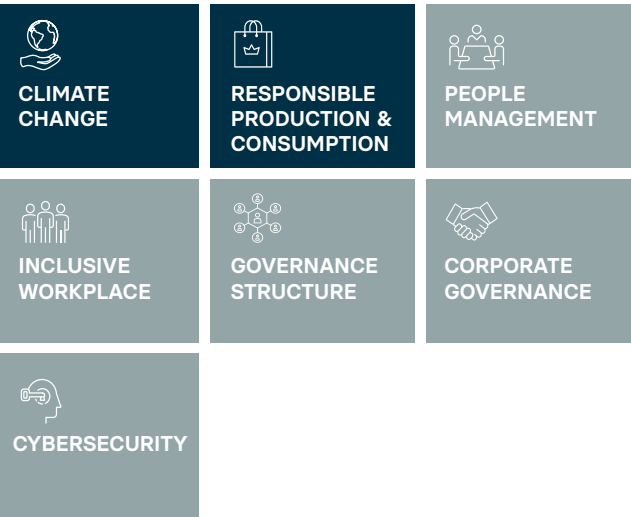 CLIMATE
CHANGE
RESPONSIBLE
PRODUCTION &
CONSUMPTION
PEOPLE
MANAGEMENT
INCLUSIVE
WORKPLACE
GOVERNANCE
STRUCTURE
CORPORATE
GOVERNANCE
CYBERSECURITY